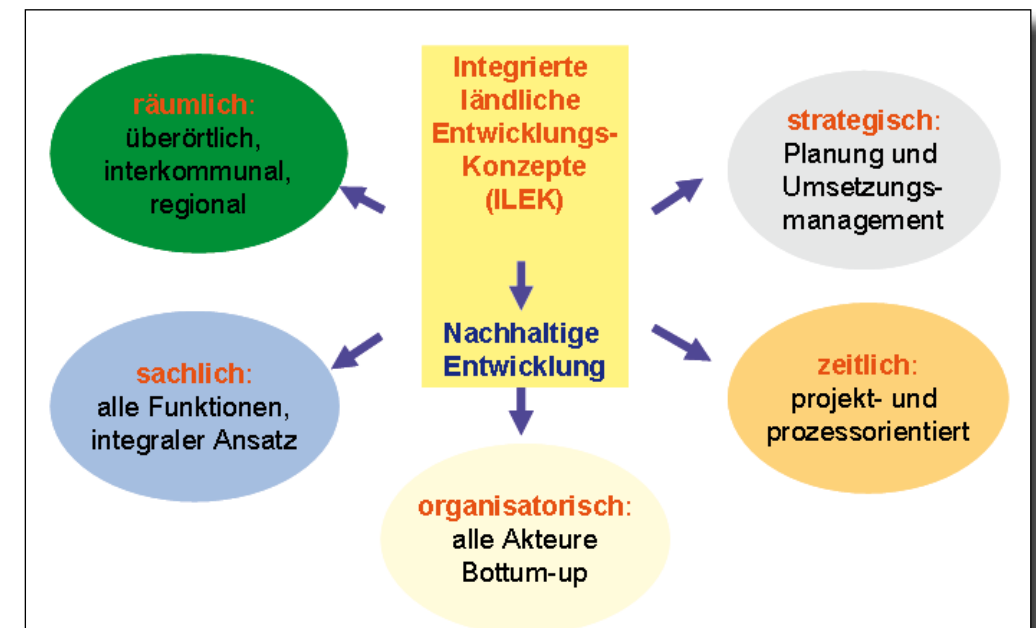 Integrierte
ländliche
Entwicklungs-
Konzepte
(ILEK)
Nachhaltige
Entwicklung
räumlich:
überörtlich,
interkommunal,
regional
strategisch:
Planung und
Umsetzungs-
management
sachlich:
alle Funktionen,
integraler Ansatz
zeitlich:
projekt- und
prozessorientiert
organisatorisch:
alle Akteure
Bottum-up